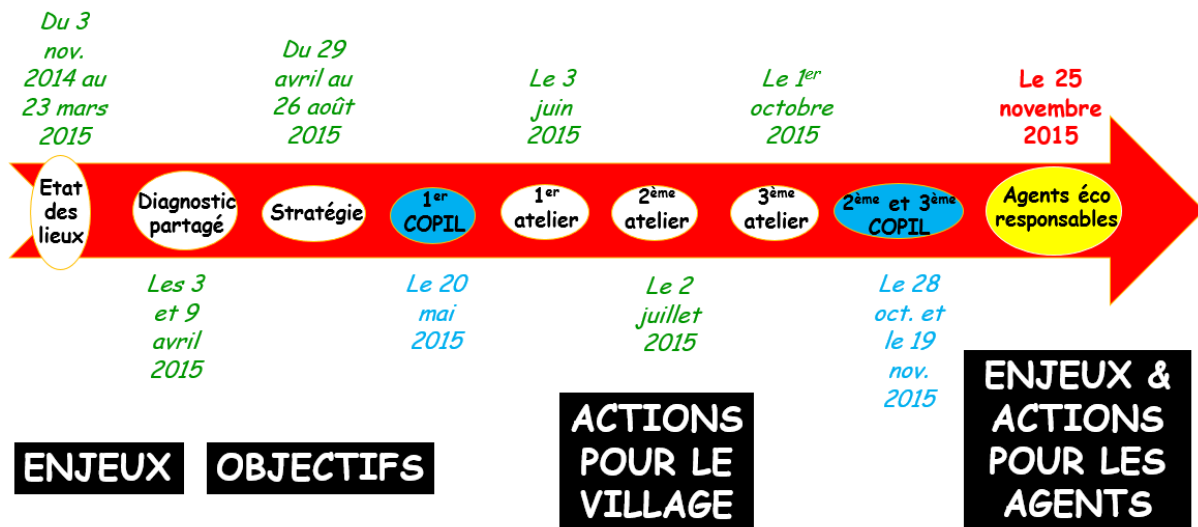 Du 3
nov.
2014 au
23 mars
2015
Du 29
avril au
26 août
2015
Le 3
juin
2015
Le 1er
octobre
2015
Le 25
novembre
2015
Etat
des
lieux
Diagnostic
partagé
Stratégie
1er
COPIL
1er
atelier
2ème
atelier
3ème
atelier
2ème et 3ème
COPIL
Agents éco
responsables
Les 3
et 9
avril
2015
Le 20
mai
2015
Le 2
juillet
2015
Le 28
oct. et
le 19
nov.
2015
ENJEUX
OBJECTIFS
ACTIONS
POUR LE
VILLAGE
ENJEUX &
ACTIONS
POUR LES
AGENTS